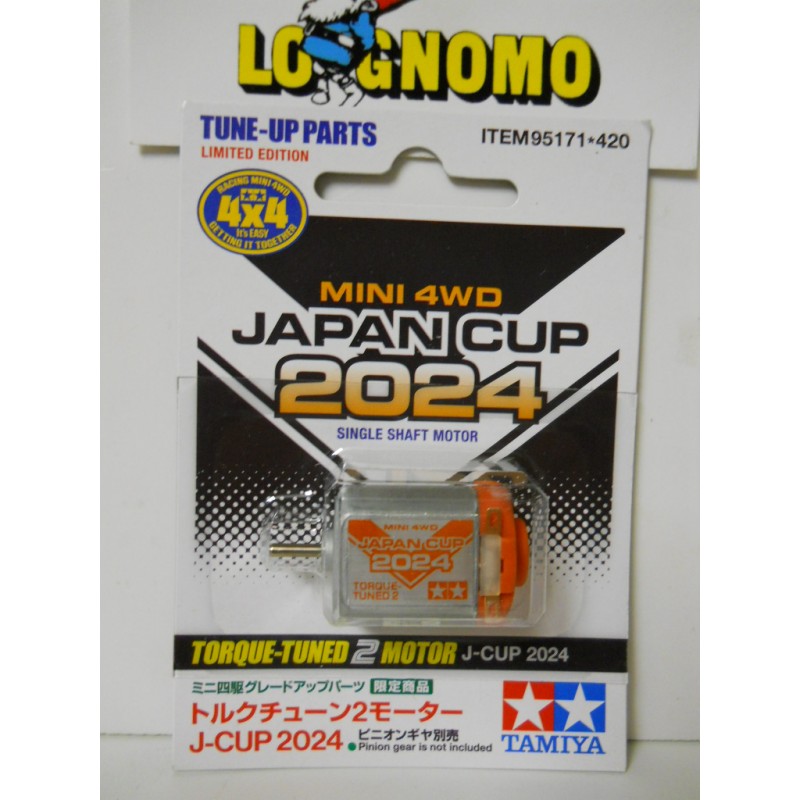 LO GNOMO
TUNE-UP PARTS
LIMITED EDITION
ITEM 95171*420
RACING MINI 4WD
4x4
It's EASY
GETTING IT TOGETHER
MINI 4WD
JAPAN CUP
2024
SINGLE SHAFT MOTOR
MINI 4WD
JAPAN CUP
2024
TORQUE-
TUNED 2
TORQUE-TUNED 2 MOTOR J-CUP 2024
ミニ四駆グレードアップパーツ 限定商品
トルクチューン2モーター
J-CUP 2024 ピニオンギヤ別売
●Pinion gear is not included
TAMIYA